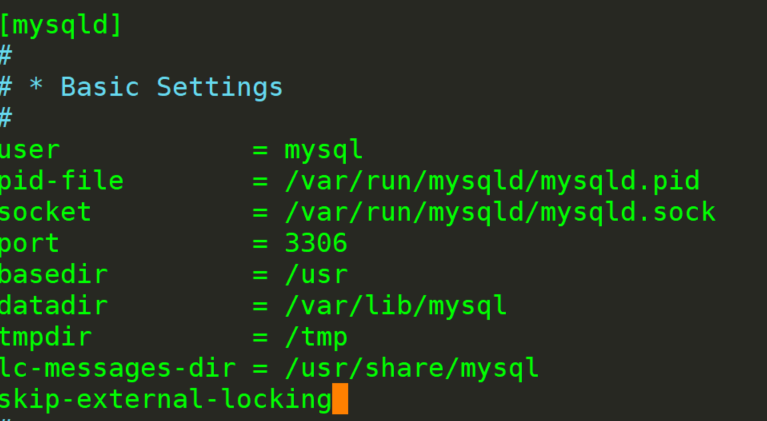 [mysqld]
#
# * Basic Settings
#
user            = mysql
pid-file        = /var/run/mysqld/mysqld.pid
socket          = /var/run/mysqld/mysqld.sock
port            = 3306
basedir         = /usr
datadir         = /var/lib/mysql
tmpdir          = /tmp
lc-messages-dir = /usr/share/mysql
skip-external-locking
#